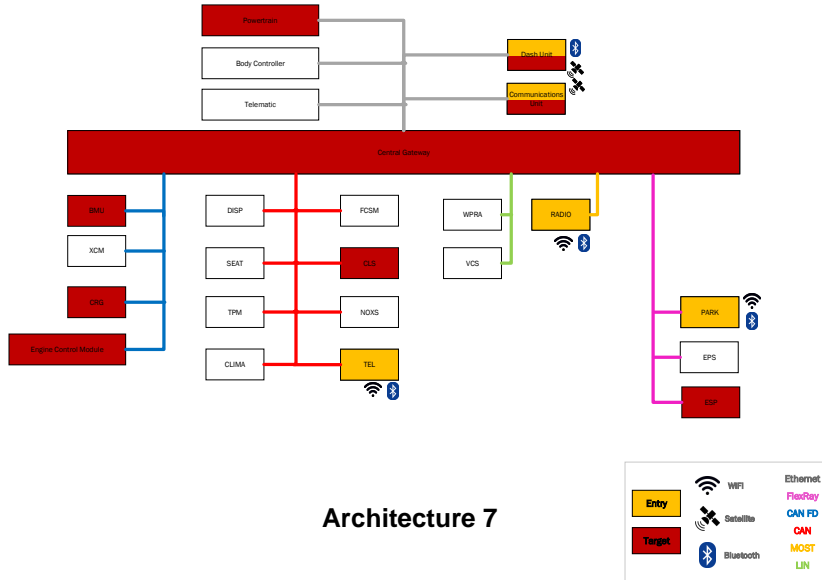 Powertrain
Body Controller
Telematic
Dash Unit
Communications
Unit
Central Gateway
BMU
XCM
CRG
Engine Control Module
DISP
FCSM
SEAT
CLS
TPM
NOXS
CLIMA
TEL
WPRA
VCS
RADIO
PARK
EPS
ESP
Architecture 7
Entry
Target
WiFi
Satellite
Bluetooth
Ethernet
FlexRay
CAN FD
CAN
MOST
LIN